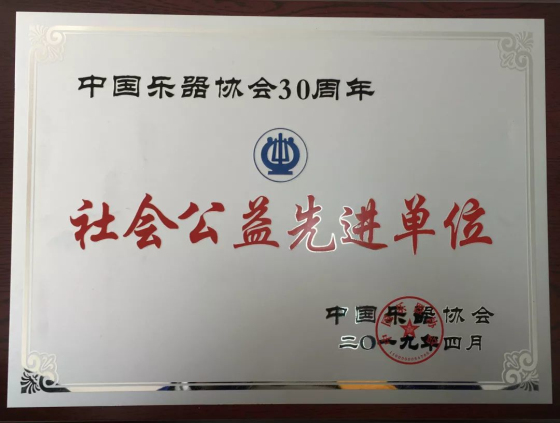 中国乐器协会30周年
社会公益先进单位
中国乐器协会
二〇一九年四月